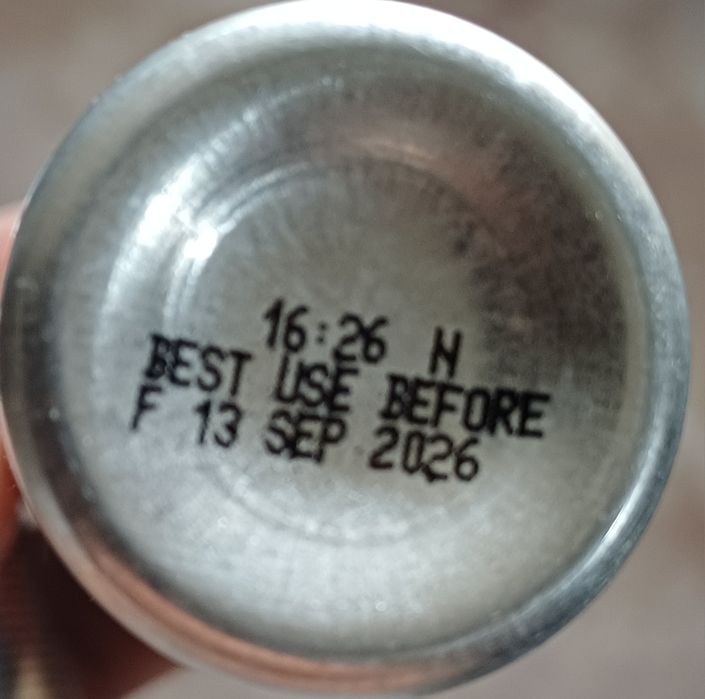 16:26 N
BEST USE BEFORE
F 13 SEP 2026